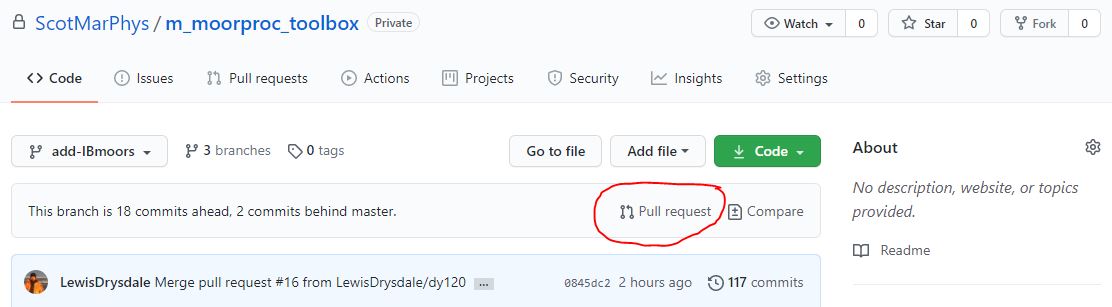 ScotMarPhys / m_moorproc_toolbox Private Watch 0 Star 0 Fork 0
Code Issues Pull requests Actions Projects Security Insights Settings
add-IBmoors 3 branches 0 tags Go to file Add file Code
About
This branch is 18 commits ahead, 2 commits behind master. Pull request Compare
No description, website, or topics
provided.
Readme
LewisDrysdale Merge pull request #16 from LewisDrysdale/dy120 ... 0845dc2 2 hours ago 117 commits